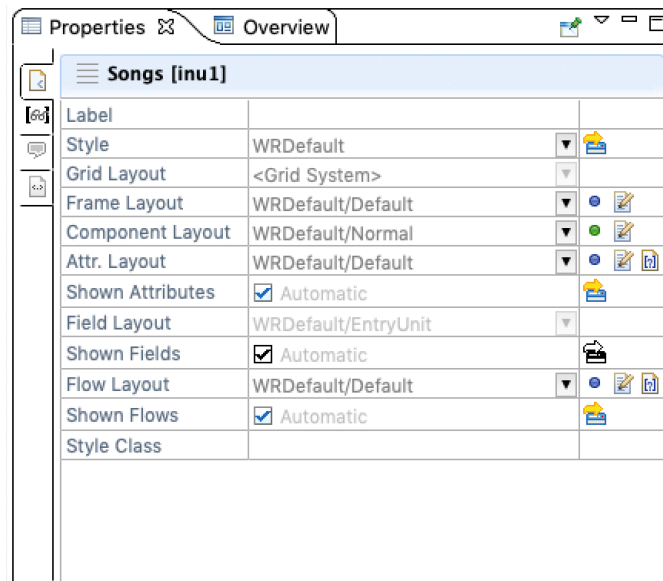 Properties Overview
Songs [inu1]
Label
Style WRDefault
Grid Layout <Grid System>
Frame Layout WRDefault/Default
Component Layout WRDefault/Normal
Attr. Layout WRDefault/Default
Shown Attributes Automatic
Field Layout WRDefault/EntryUnit
Shown Fields Automatic
Flow Layout WRDefault/Default
Shown Flows Automatic
Style Class